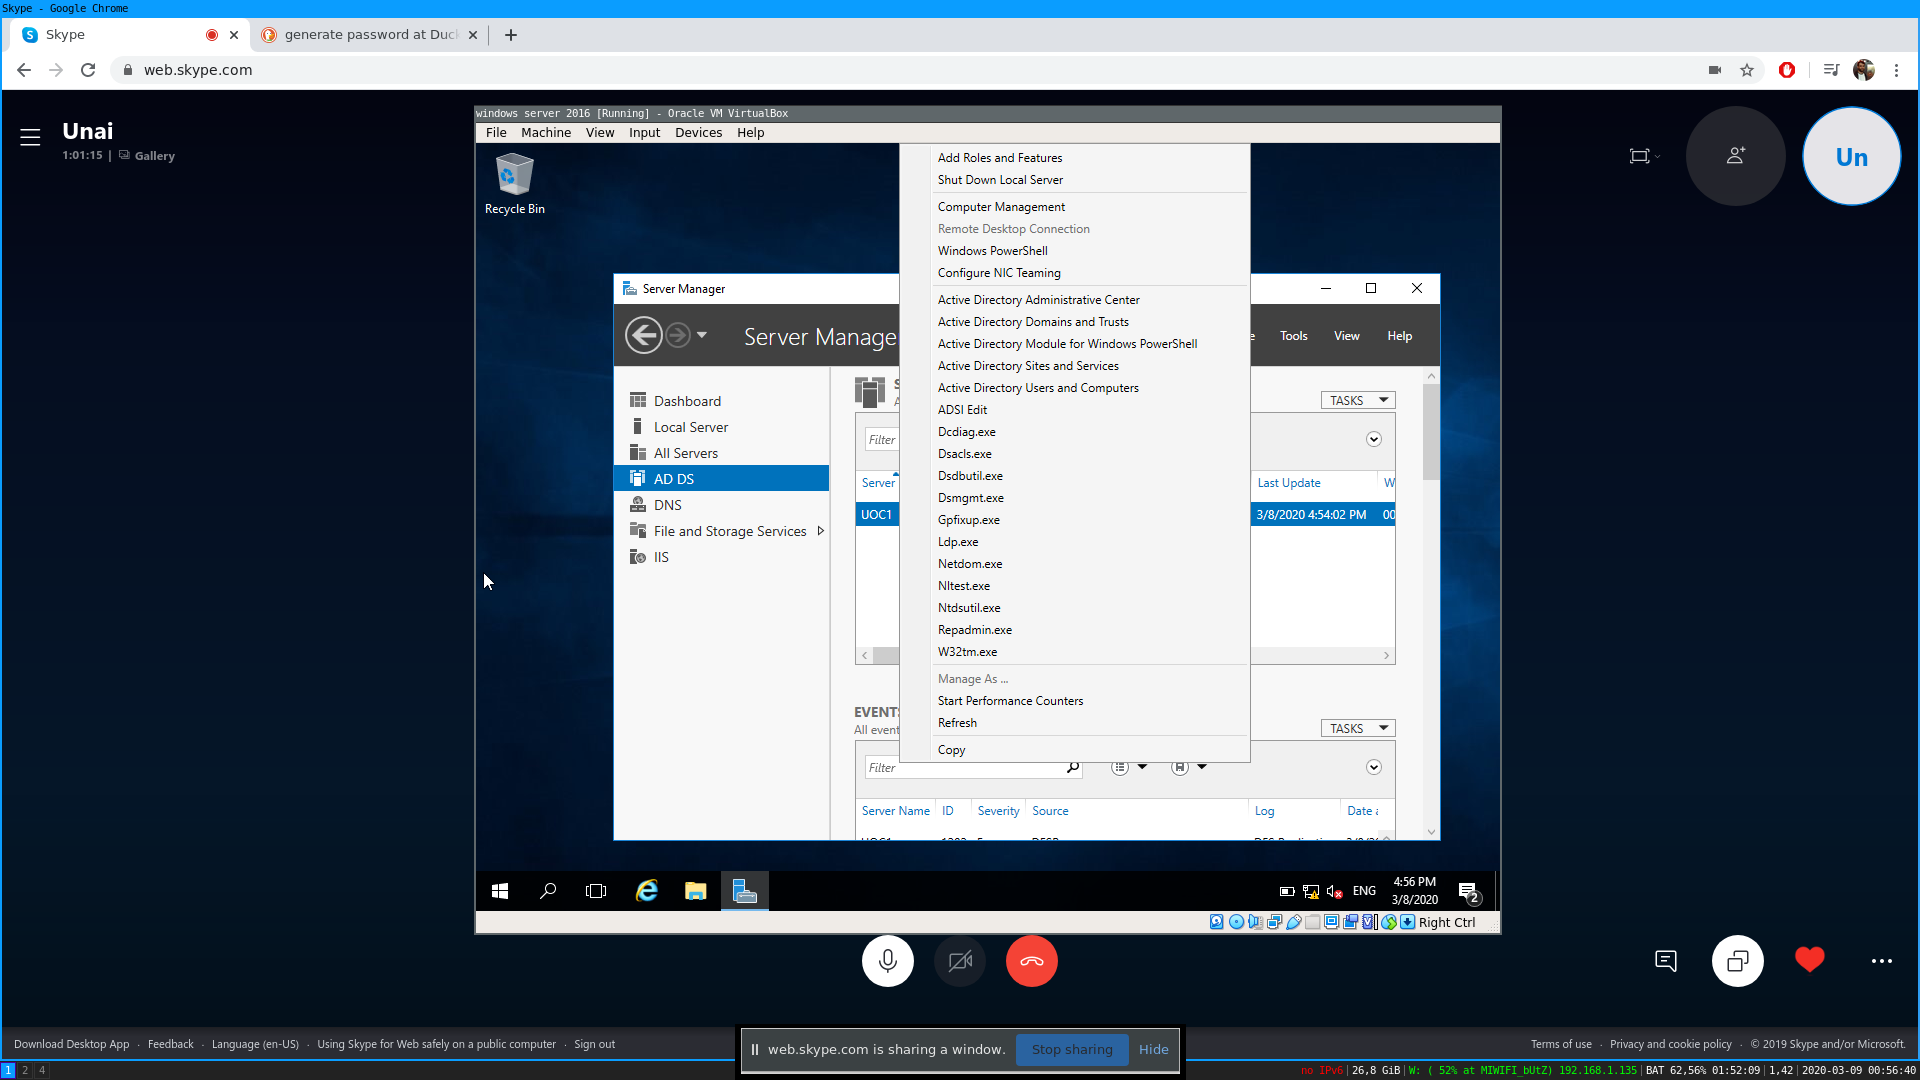 Skype - Google Chrome
Skype
generate password at Duck
web.skype.com
Unai
1:01:15 | Gallery
Un
windows server 2016 [Running] - Oracle VM VirtualBox
File Machine View Input Devices Help
Recycle Bin
Add Roles and Features
Shut Down Local Server
Computer Management
Remote Desktop Connection
Windows PowerShell
Configure NIC Teaming
Active Directory Administrative Center
Active Directory Domains and Trusts
Active Directory Module for Windows PowerShell
Active Directory Sites and Services
Active Directory Users and Computers
ADSI Edit
Dcdiag.exe
Dsacls.exe
Dsdbutil.exe
Dsmgmt.exe
Gpfixup.exe
Ldp.exe
Netdom.exe
Nltest.exe
Ntdsutil.exe
Repadmin.exe
W32tm.exe
Manage As ...
Start Performance Counters
Refresh
Copy
Server Manager
Server Manage
e Tools View Help
Dashboard
Local Server
All Servers
AD DS
DNS
File and Storage Services
IIS
S
A
TASKS
Filter
Server Last Update W
UOC1 3/8/2020 4:54:02 PM 00
EVENT
All event
TASKS
Filter
Server Name ID Severity Source Log Date a
ENG
4:56 PM
3/8/2020
2
Right Ctrl
Download Desktop App · Feedback · Language (en-US) · Using Skype for Web safely on a public computer · Sign out
web.skype.com is sharing a window. Stop sharing Hide
Terms of use · Privacy and cookie policy · © 2019 Skype and/or Microsoft.
1 2 4
no IPv6|26,8 GiB|W: ( 52% at MIWIFI_bUtZ) 192.168.1.135|BAT 62,56% 01:52:09|1,42|2020-03-09 00:56:40